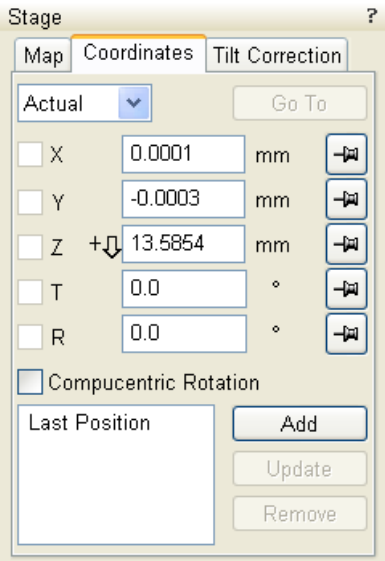 Stage ?
Map Coordinates Tilt Correction
Actual Go To
X 0.0001 mm
Y -0.0003 mm
Z + 13.5854 mm
T 0.0 °
R 0.0 °
Compucentric Rotation
Last Position Add
Update
Remove